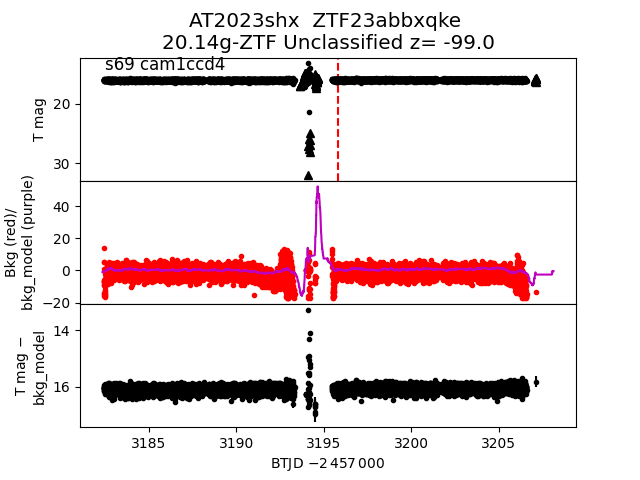 AT2023shx  ZTF23abbxqke
20.14g-ZTF Unclassified z= -99.0
s69 cam1ccd4
T mag
20
30
Bkg (red)/
bkg_model (purple)
40
20
0
−20
T mag −
bkg_model
14
16
3185 3190 3195 3200 3205
BTJD −2 457 000